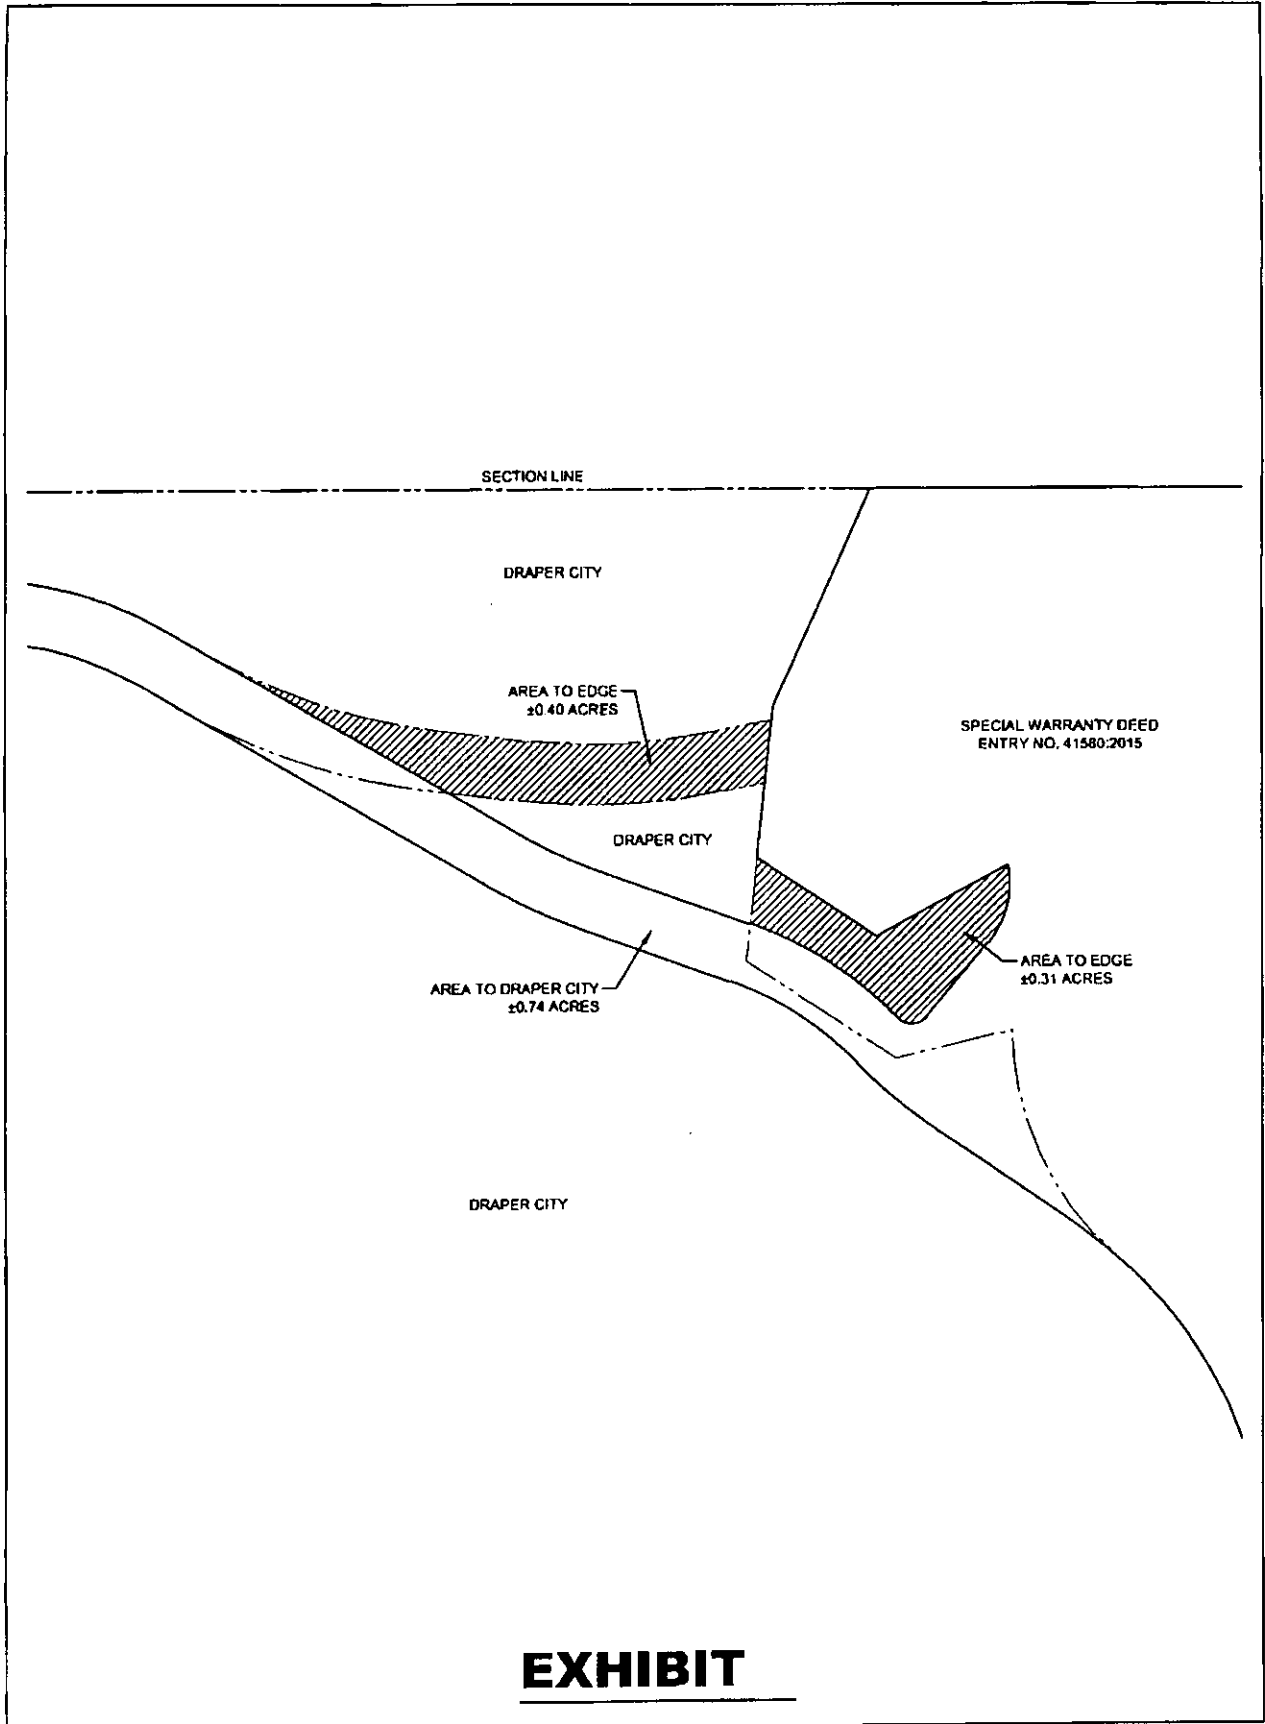 SECTION LINE
DRAPER CITY
AREA TO EDGE
±0.40 ACRES
SPECIAL WARRANTY DEED
ENTRY NO. 41580:2015
DRAPER CITY
AREA TO EDGE
±0.31 ACRES
AREA TO DRAPER CITY
±0.74 ACRES
DRAPER CITY
EXHIBIT